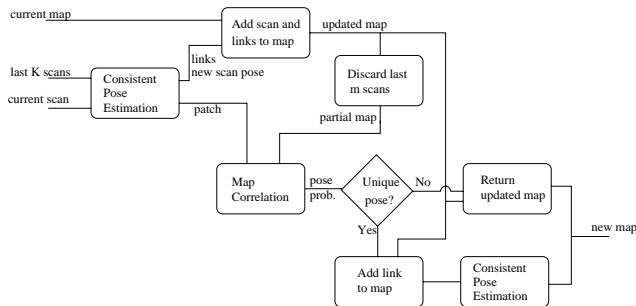 current map
Add scan and
links to map
updated map
last K scans
current scan
Consistent
Pose
Estimation
links
new scan pose
patch
Discard last
m scans
partial map
Map
Correlation
pose
prob.
Unique
pose?
No
Yes
Return
updated map
new map
Add link
to map
Consistent
Pose
Estimation